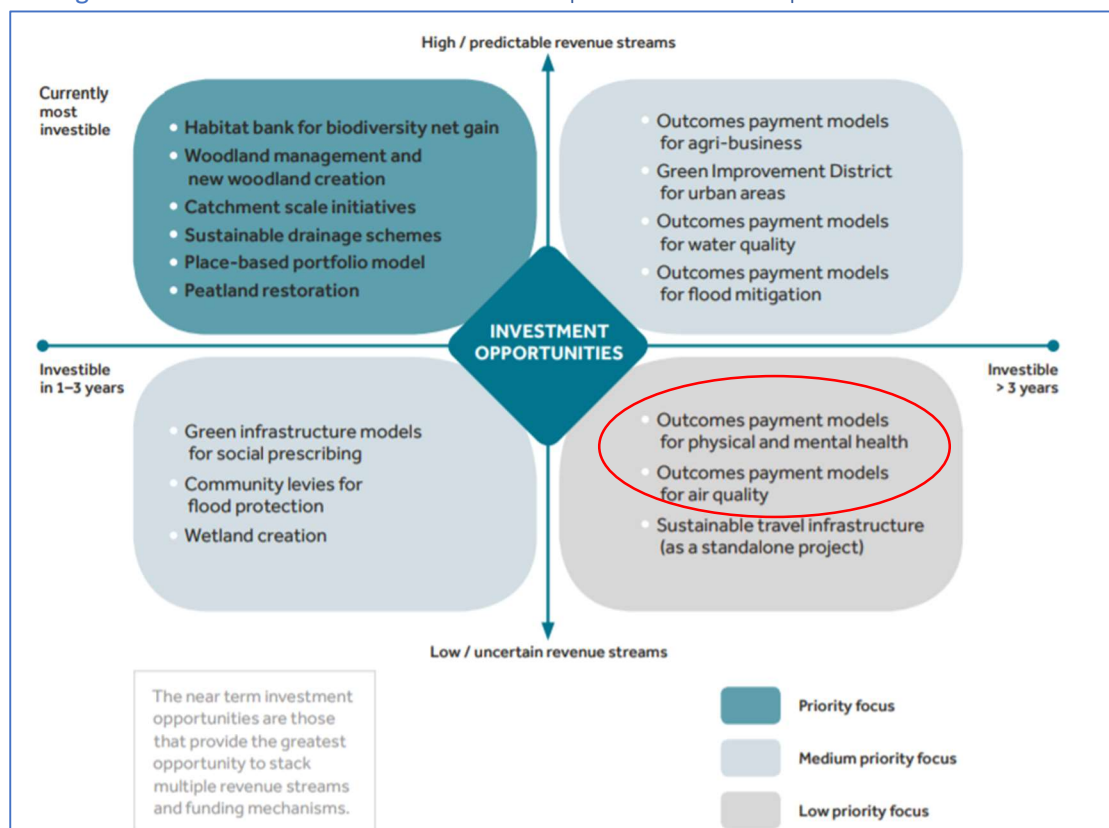 High / predictable revenue streams
Currently
most
investible
• Habitat bank for biodiversity net gain
• Woodland management and
new woodland creation
• Catchment scale initiatives
• Sustainable drainage schemes
• Place-based portfolio model
• Peatland restoration
• Outcomes payment models
for agri-business
• Green Improvement District
for urban areas
• Outcomes payment models
for water quality
• Outcomes payment models
for flood mitigation
INVESTMENT
OPPORTUNITIES
Investible
in 1–3 years
Investible
> 3 years
• Green infrastructure models
for social prescribing
• Community levies for
flood protection
• Wetland creation
• Outcomes payment models
for physical and mental health
• Outcomes payment models
for air quality
• Sustainable travel infrastructure
(as a standalone project)
Low / uncertain revenue streams
The near term investment
opportunities are those
that provide the greatest
opportunity to stack
multiple revenue streams
and funding mechanisms.
Priority focus
Medium priority focus
Low priority focus